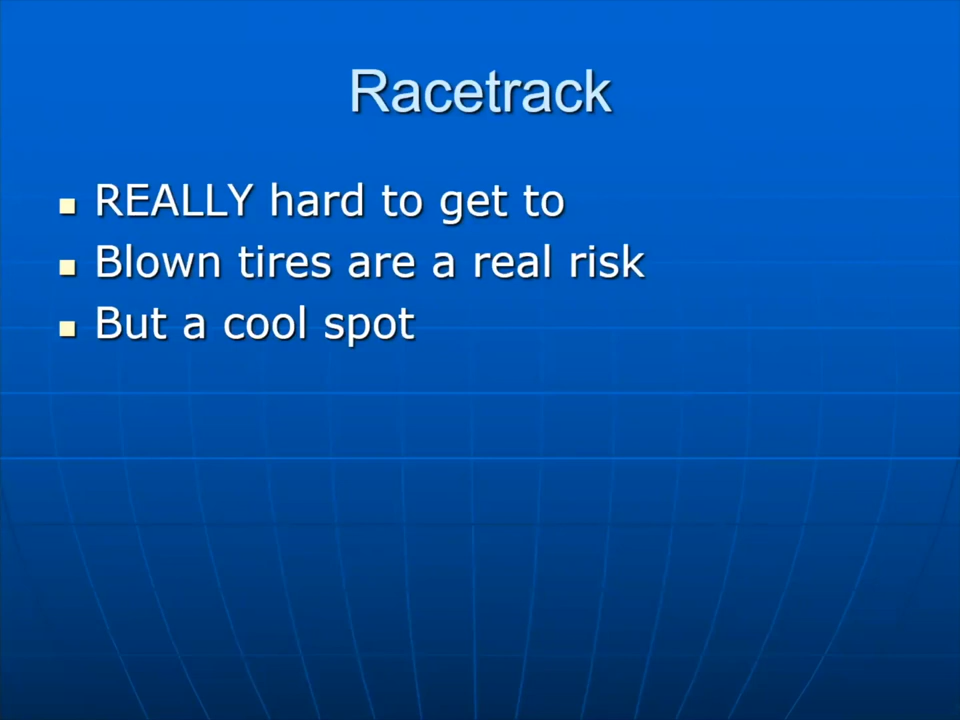 Racetrack
REALLY hard to get to
Blown tires are a real risk
But a cool spot